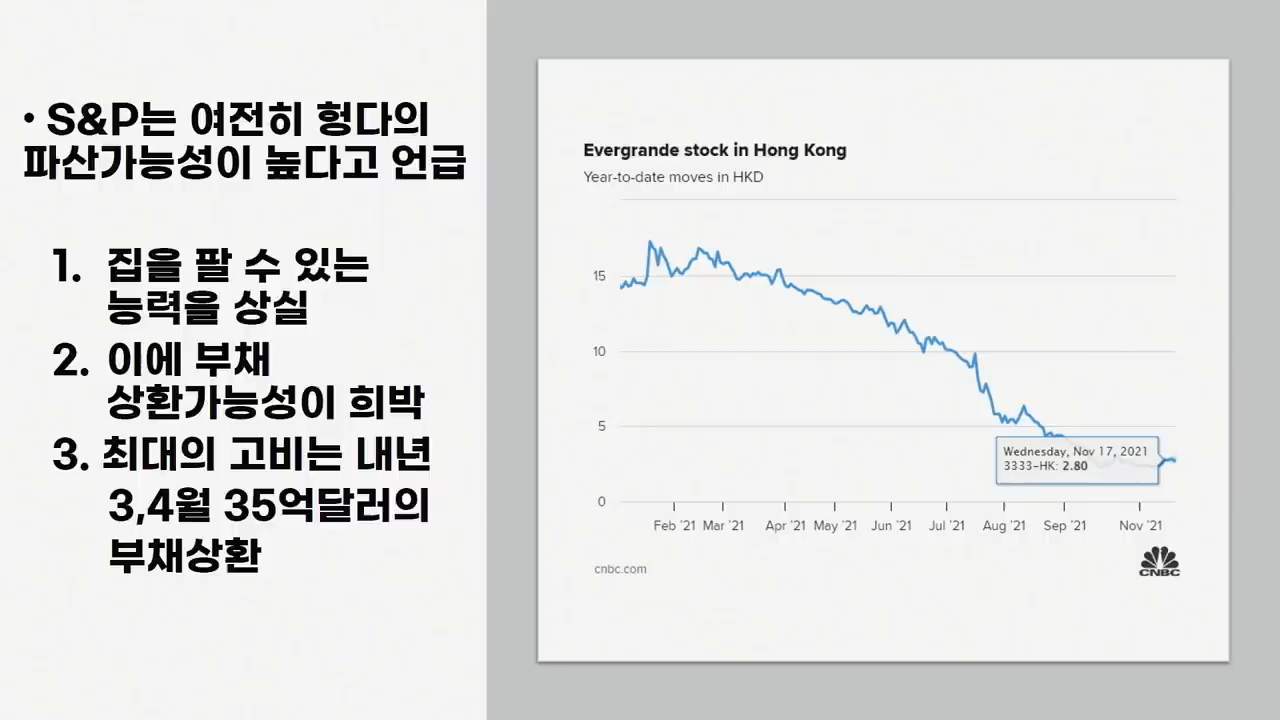 • S&P는 여전히 헝다의
파산가능성이 높다고 언급
1. 집을 팔 수 있는
능력을 상실
2. 이에 부채
상환가능성이 희박
3. 최대의 고비는 내년
3,4월 35억달러의
부채상환
Evergrande stock in Hong Kong
Year-to-date moves in HKD
15
10
5
0
Wednesday, Nov 17, 2021
3333-HK: 2.80
Feb '21 Mar '21 Apr '21 May '21 Jun '21 Jul '21 Aug '21 Sep '21 Nov '21
cnbc.com
CNBC